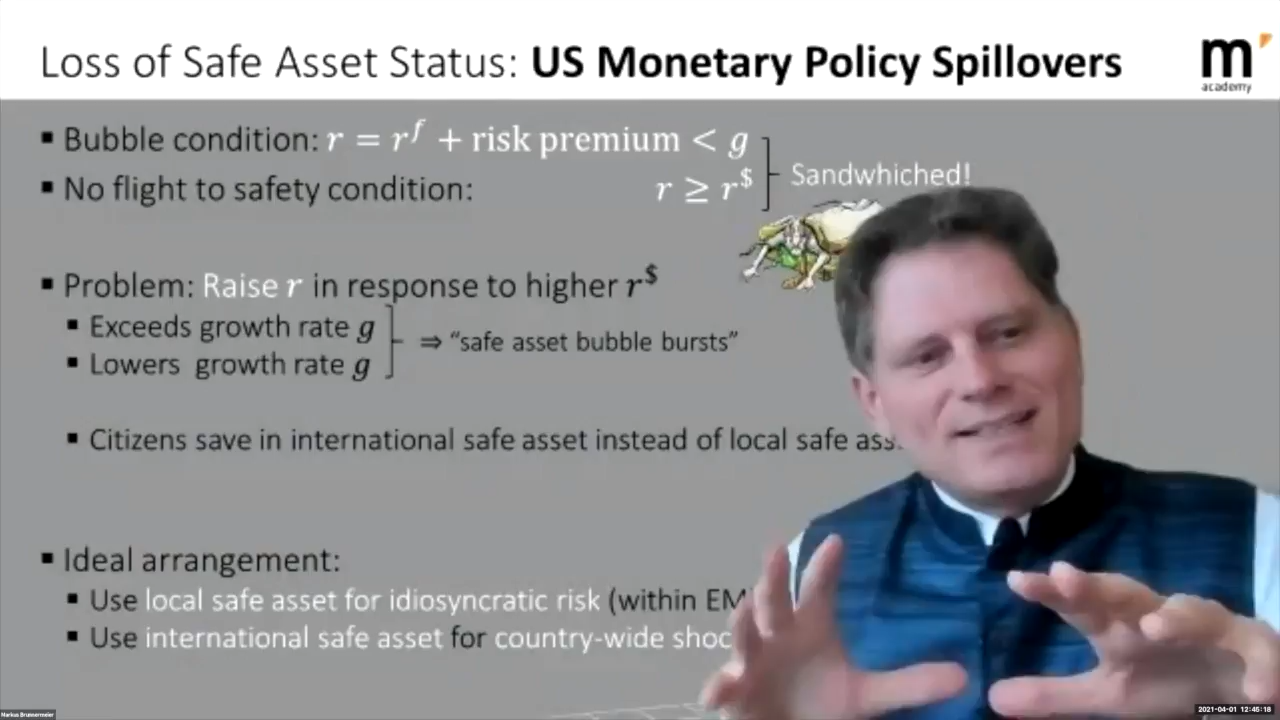 Loss of Safe Asset Status: US Monetary Policy Spillovers
m´
academy
▪ Bubble condition: r = r^f + risk premium < g
▪ No flight to safety condition: r ≥ r^$
Sandwhiched!
▪ Problem: Raise r in response to higher r^$
▪ Exceeds growth rate g
▪ Lowers growth rate g
⇒ “safe asset bubble bursts”
▪ Citizens save in international safe asset instead of local safe
▪ Ideal arrangement:
▪ Use local safe asset for idiosyncratic risk (within
▪ Use international safe asset for country-wide
Markus Brunnermeier
2021-04-01 12:45:18